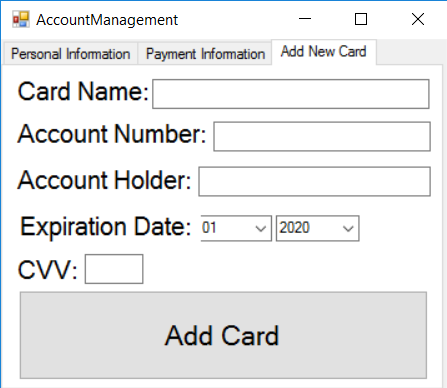 AccountManagement
Personal Information Payment Information Add New Card
Card Name:
Account Number:
Account Holder:
Expiration Date: 01 2020
CVV:
Add Card